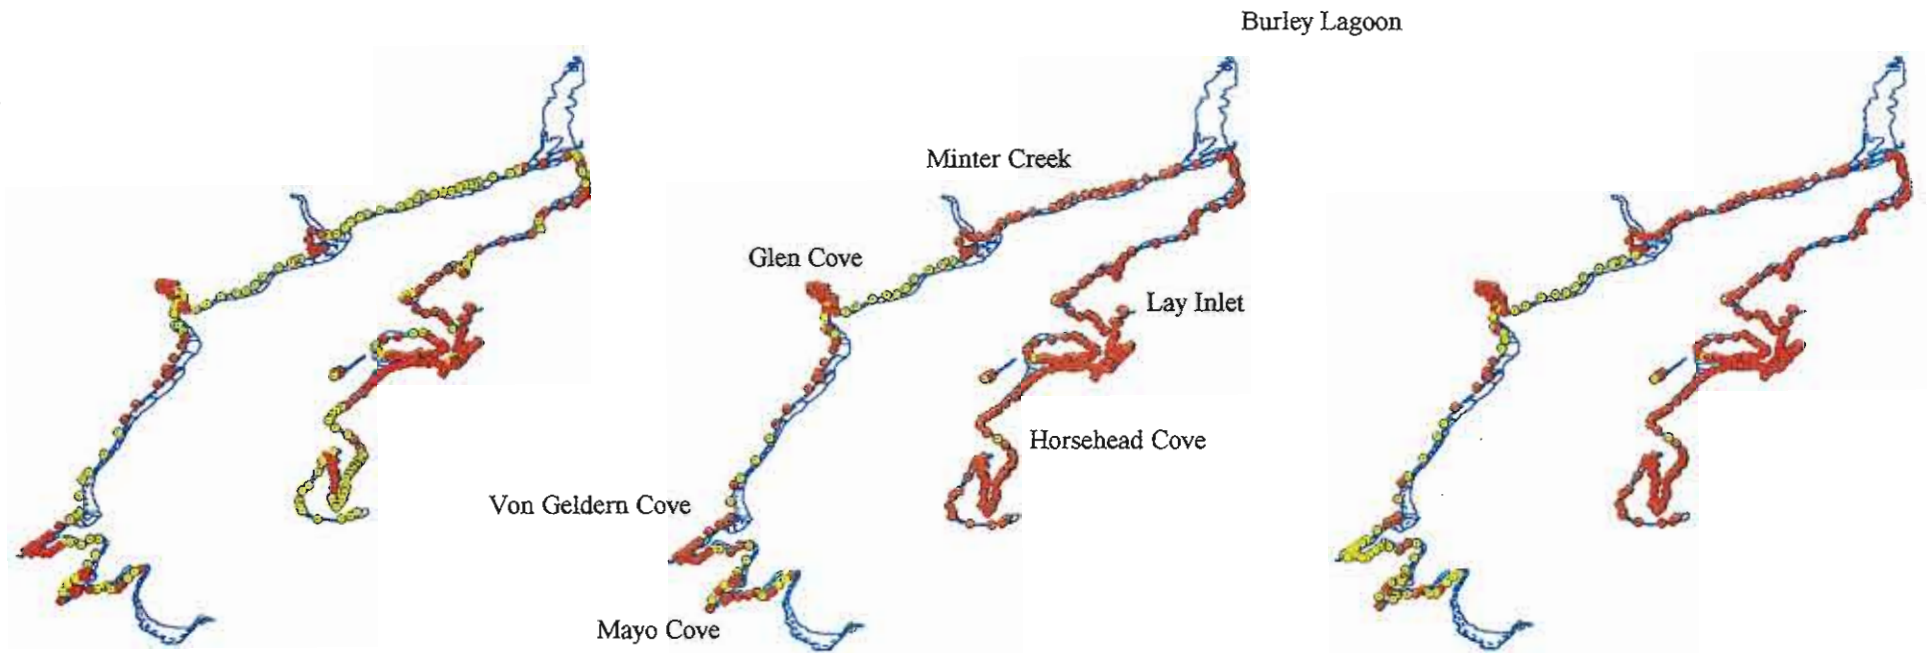 Burley Lagoon
Minter Creek
Glen Cove
Lay Inlet
Horsehead Cove
Von Geldern Cove
Mayo Cove